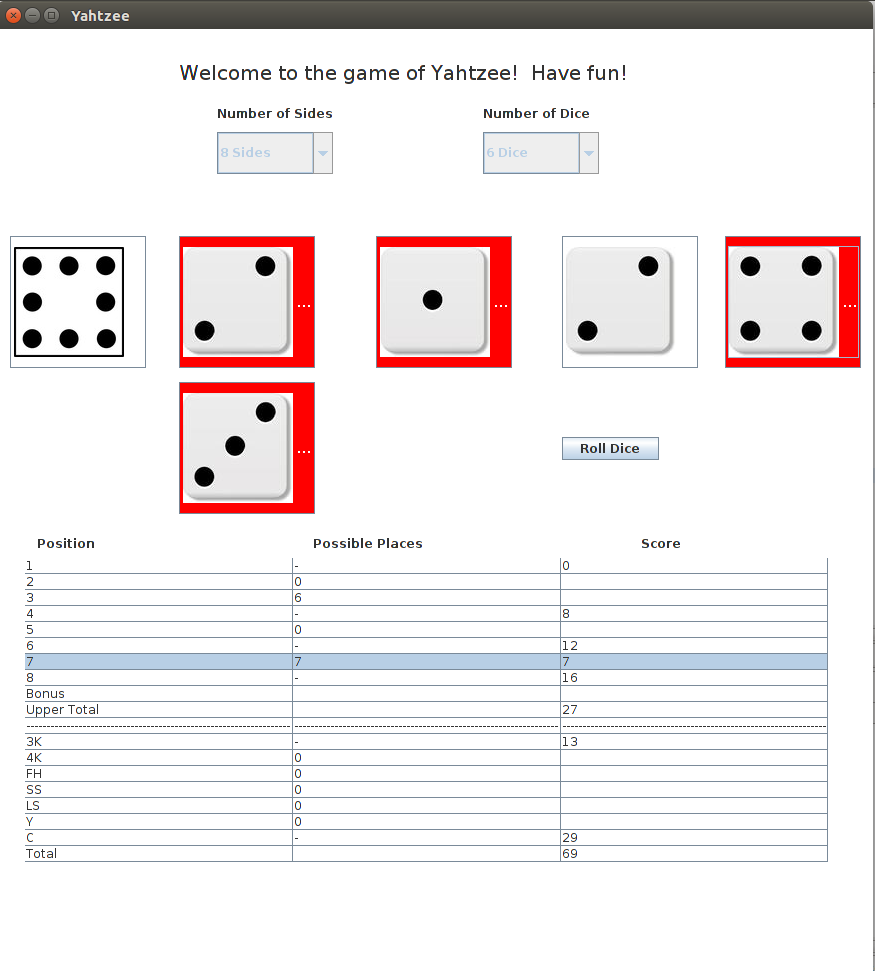 Yahtzee
Welcome to the game of Yahtzee!  Have fun!
Number of Sides Number of Dice
8 Sides 6 Dice
... ... ...
...
Roll Dice
Position Possible Places Score
1 - 0
2 0
3 6
4 - 8
5 0
6 - 12
7 7 7
8 - 16
Bonus
Upper Total 27
3K - 13
4K 0
FH 0
SS 0
LS 0
Y 0
C - 29
Total 69